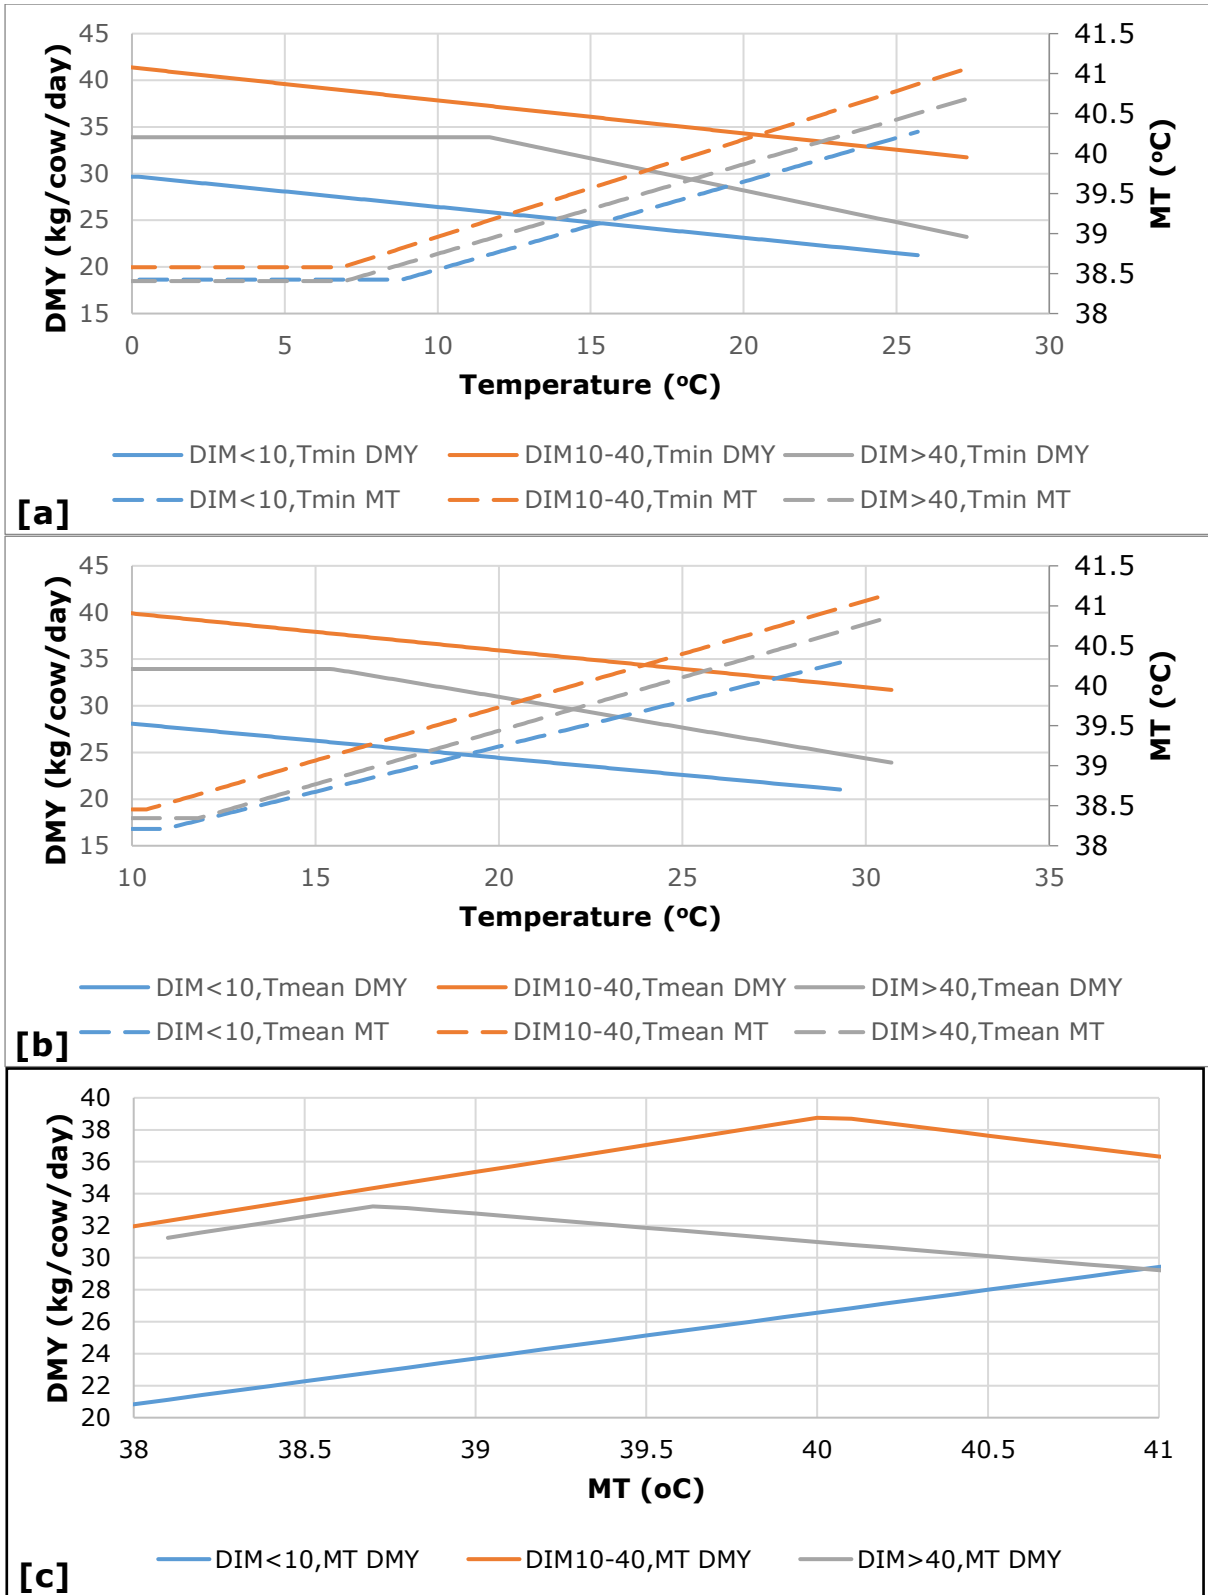 45
40
35
30
25
20
15
DMY (kg/cow/day)
41.5
41
40.5
40
39.5
39
38.5
38
MT (ºC)
0 5 10 15 20 25 30
Temperature (ºC)
DIM<10,Tmin DMY DIM10-40,Tmin DMY DIM>40,Tmin DMY
DIM<10,Tmin MT DIM10-40,Tmin MT DIM>40,Tmin MT
[a]
45
40
35
30
25
20
15
DMY (kg/cow/day)
41.5
41
40.5
40
39.5
39
38.5
38
MT (ºC)
10 15 20 25 30 35
Temperature (ºC)
DIM<10,Tmean DMY DIM10-40,Tmean DMY DIM>40,Tmean DMY
DIM<10,Tmean MT DIM10-40,Tmean MT DIM>40,Tmean MT
[b]
40
38
36
34
32
30
28
26
24
22
20
DMY (kg/cow/day)
38 38.5 39 39.5 40 40.5 41
MT (oC)
DIM<10,MT DMY DIM10-40,MT DMY DIM>40,MT DMY
[c]